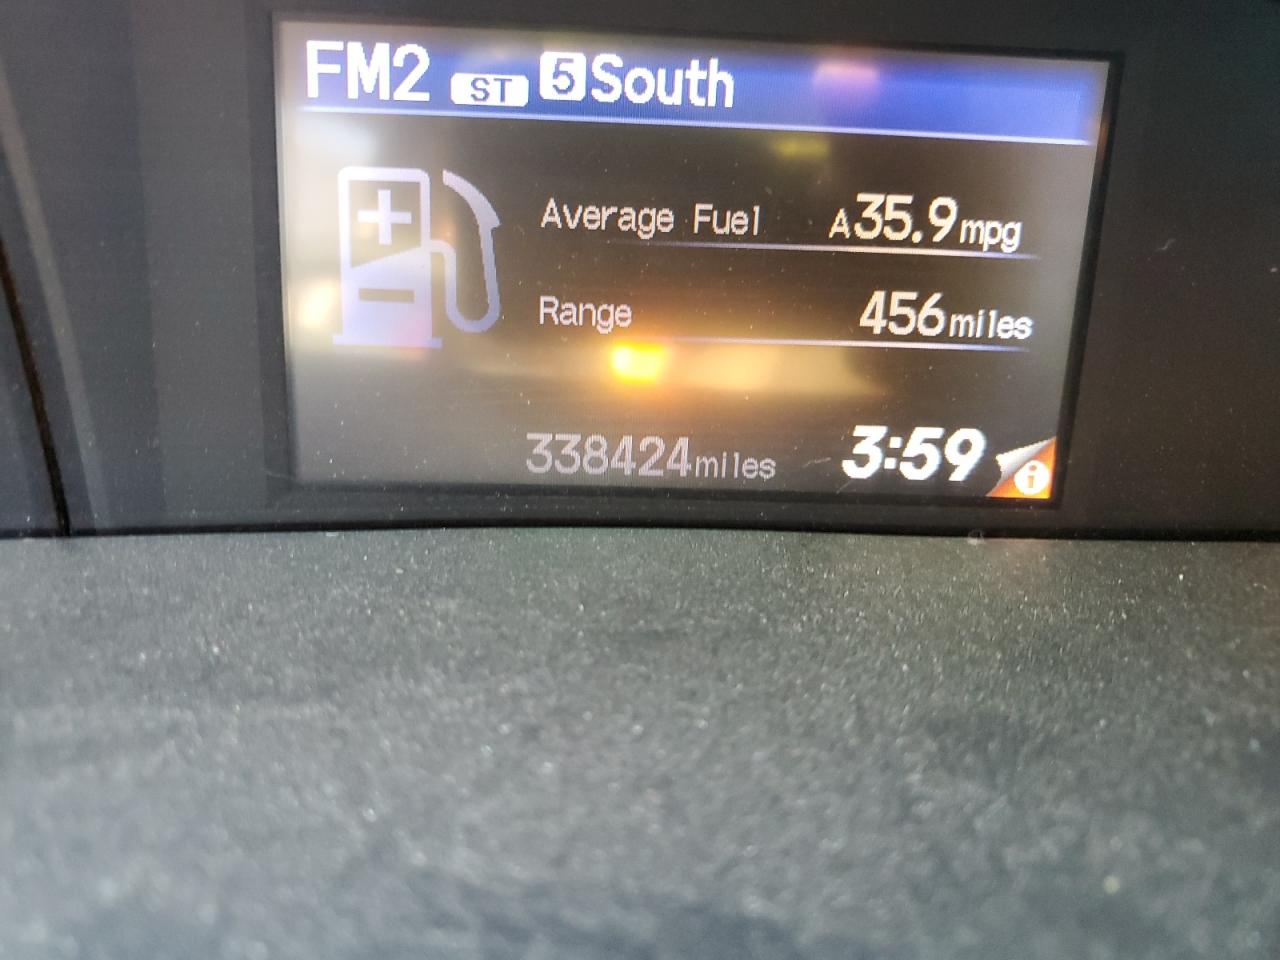 FM2 ST 5 South
Average Fuel A35.9mpg
Range 456miles
338424miles 3:59